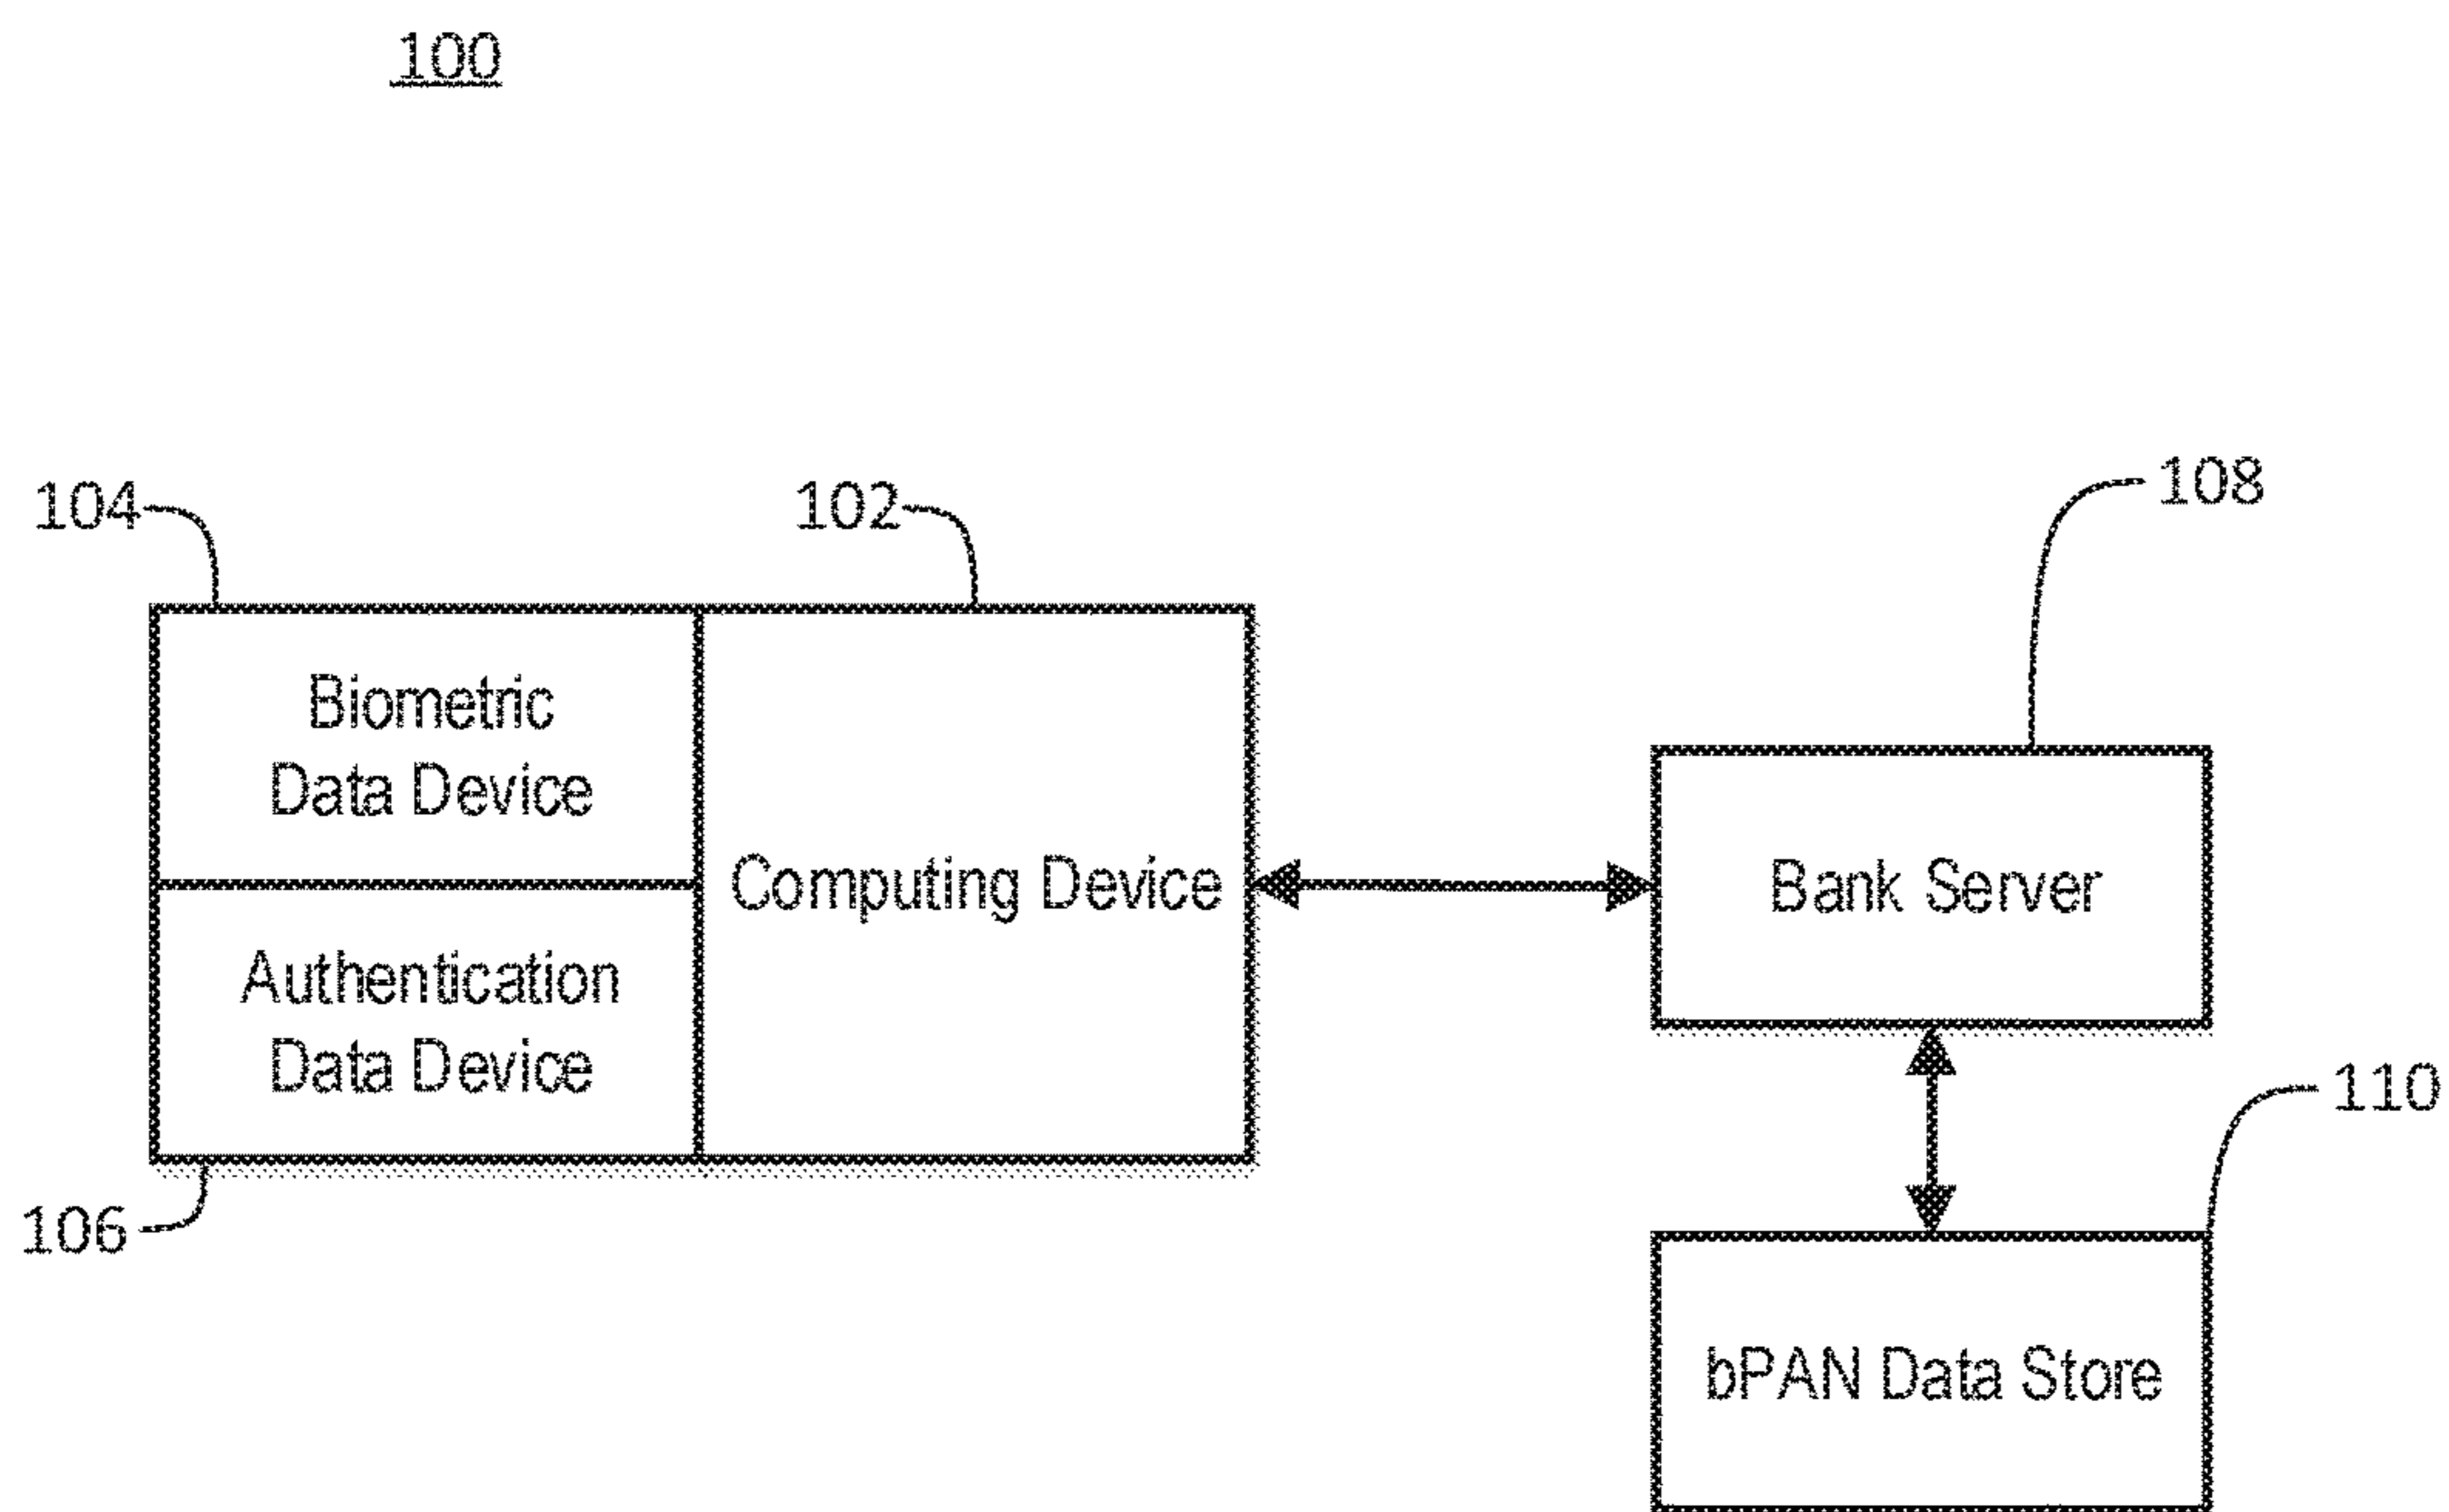 100
104
102
108
Biometric
Data Device
Computing Device
Bank Server
Authentication
Data Device
110
106
bPAN Data Store